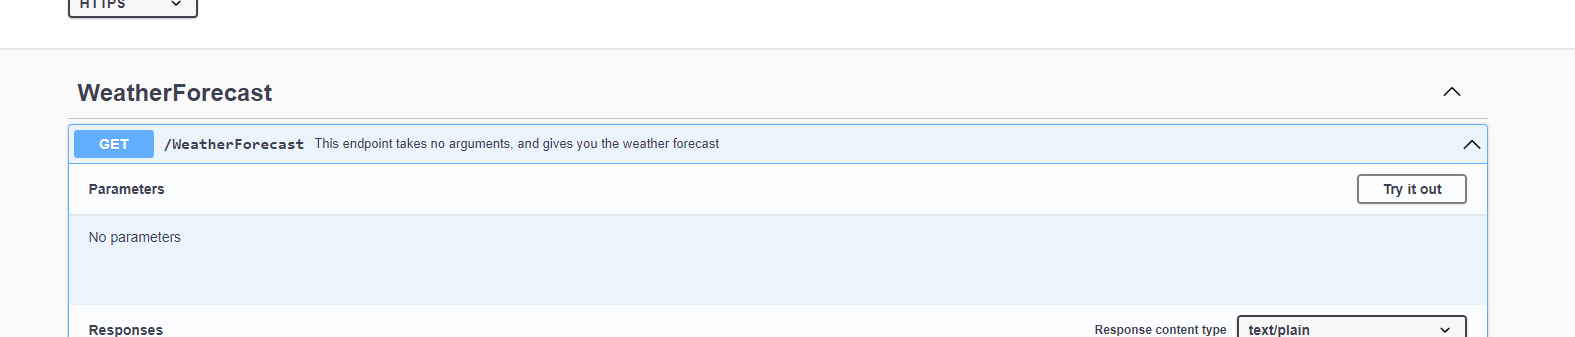 HTTPS
WeatherForecast
GET /WeatherForecast This endpoint takes no arguments, and gives you the weather forecast
Parameters Try it out
No parameters
Responses Response content type text/plain